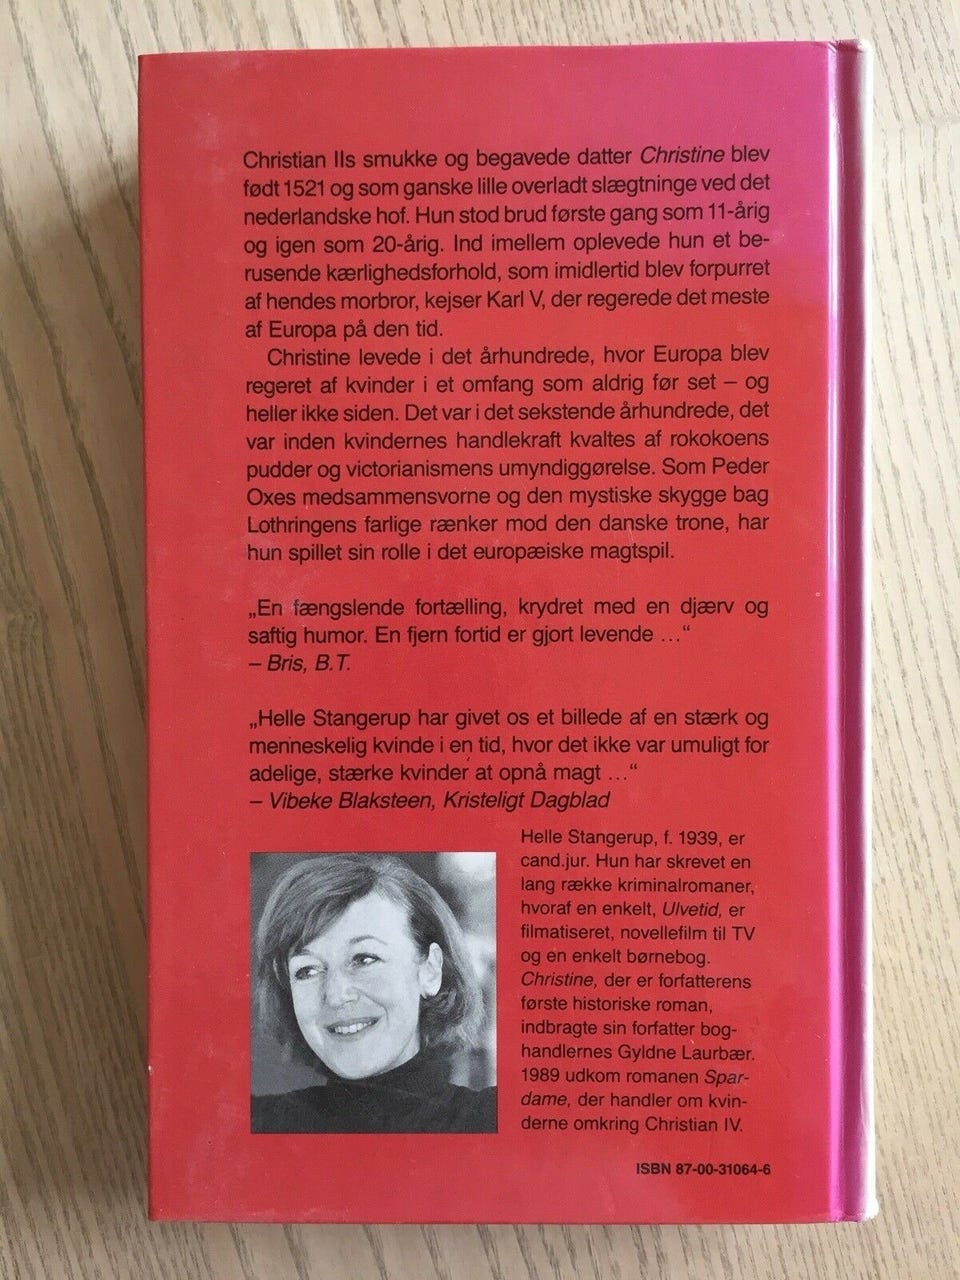 Christian IIs smukke og begavede datter Christine blev
født 1521 og som ganske lille overladt slægtninge ved det
nederlandske hof. Hun stod brud første gang som 11-årig
og igen som 20-årig. Ind imellem oplevede hun et be-
rusende kærlighedsforhold, som imidlertid blev forpurret
af hendes morbror, kejser Karl V, der regerede det meste
af Europa på den tid.
Christine levede i det århundrede, hvor Europa blev
regeret af kvinder i et omfang som aldrig før set – og
heller ikke siden. Det var i det sekstende århundrede, det
var inden kvindernes handlekraft kvaltes af rokokoens
pudder og victorianismens umyndiggørelse. Som Peder
Oxes medsammensvorne og den mystiske skygge bag
Lothringens farlige rænker mod den danske trone, har
hun spillet sin rolle i det europæiske magtspil.
„En fængslende fortælling, krydret med en djærv og
saftig humor. En fjern fortid er gjort levende ...“
– Bris, B.T.
„Helle Stangerup har givet os et billede af en stærk og
menneskelig kvinde i en tid, hvor det ikke var umuligt for
adelige, stærke kvinder at opnå magt ...“
– Vibeke Blaksteen, Kristeligt Dagblad
Helle Stangerup, f. 1939, er
cand.jur. Hun har skrevet en
lang række kriminalromaner,
hvoraf en enkelt, Ulvetid, er
filmatiseret, novellefilm til TV
og en enkelt børnebog.
Christine, der er forfatterens
første historiske roman,
indbragte sin forfatter bog-
handlernes Gyldne Laurbær.
1989 udkom romanen Spar-
dame, der handler om kvin-
derne omkring Christian IV.
ISBN 87-00-31064-6